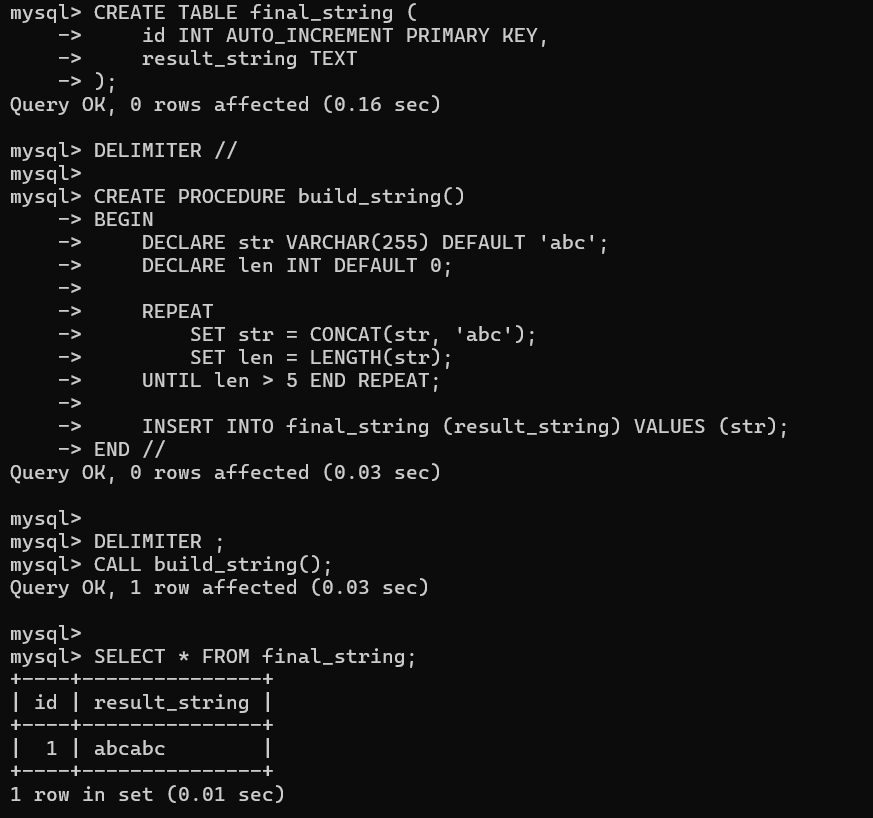 mysql> CREATE TABLE final_string (
    ->     id INT AUTO_INCREMENT PRIMARY KEY,
    ->     result_string TEXT
    -> );
Query OK, 0 rows affected (0.16 sec)

mysql> DELIMITER //
mysql>
mysql> CREATE PROCEDURE build_string()
    -> BEGIN
    ->     DECLARE str VARCHAR(255) DEFAULT 'abc';
    ->     DECLARE len INT DEFAULT 0;
    ->
    ->     REPEAT
    ->         SET str = CONCAT(str, 'abc');
    ->         SET len = LENGTH(str);
    ->     UNTIL len > 5 END REPEAT;
    ->
    ->     INSERT INTO final_string (result_string) VALUES (str);
    -> END //
Query OK, 0 rows affected (0.03 sec)

mysql>
mysql> DELIMITER ;
mysql> CALL build_string();
Query OK, 1 row affected (0.03 sec)

mysql>
mysql> SELECT * FROM final_string;
+----+---------------+
| id | result_string |
+----+---------------+
|  1 | abcabc        |
+----+---------------+
1 row in set (0.01 sec)